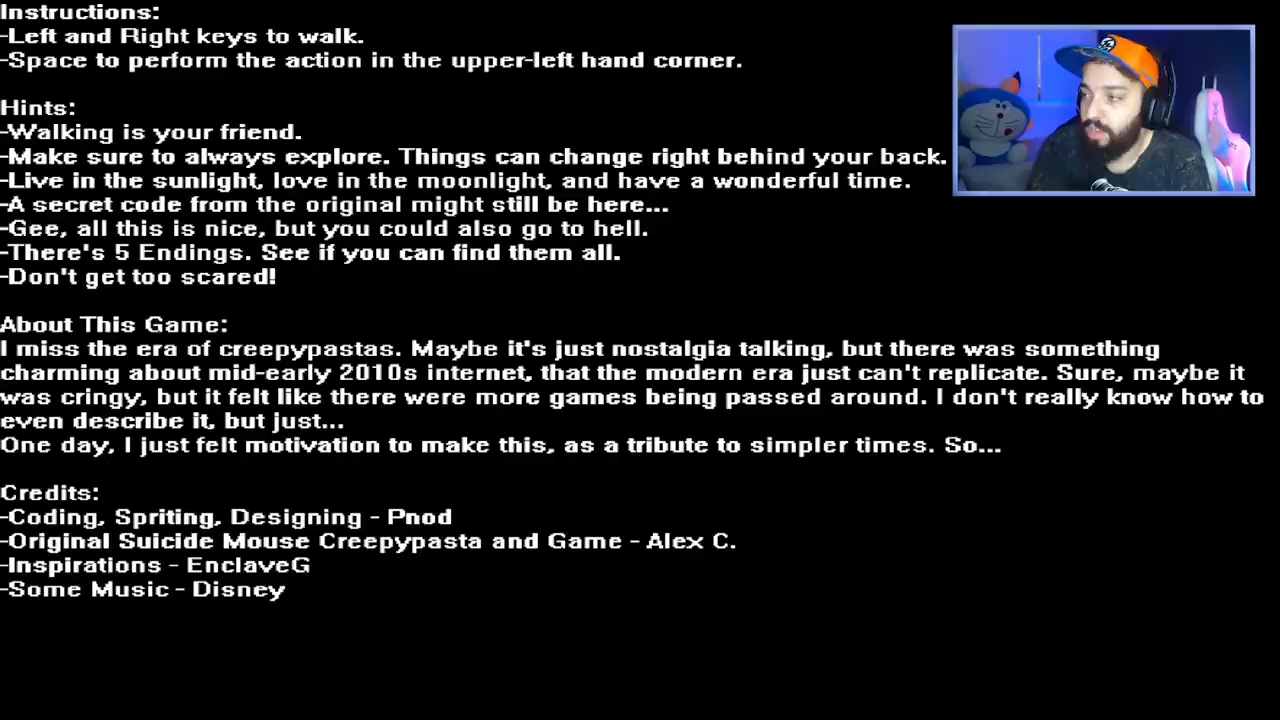 Instructions:
-Left and Right keys to walk.
-Space to perform the action in the upper-left hand corner.
Hints:
-Walking is your friend.
-Make sure to always explore. Things can change right behind your back.
-Live in the sunlight, love in the moonlight, and have a wonderful time.
-A secret code from the original might still be here...
-Gee, all this is nice, but you could also go to hell.
-There's 5 Endings. See if you can find them all.
-Don't get too scared!
About This Game:
I miss the era of creepypastas. Maybe it's just nostalgia talking, but there was something
charming about mid-early 2010s internet, that the modern era just can't replicate. Sure, maybe it
was cringy, but it felt like there were more games being passed around. I don't really know how to
even describe it, but just...
One day, I just felt motivation to make this, as a tribute to simpler times. So...
Credits:
-Coding, Spriting, Designing - Pnod
-Original Suicide Mouse Creepypasta and Game - Alex C.
-Inspirations - EnclaveG
-Some Music - Disney